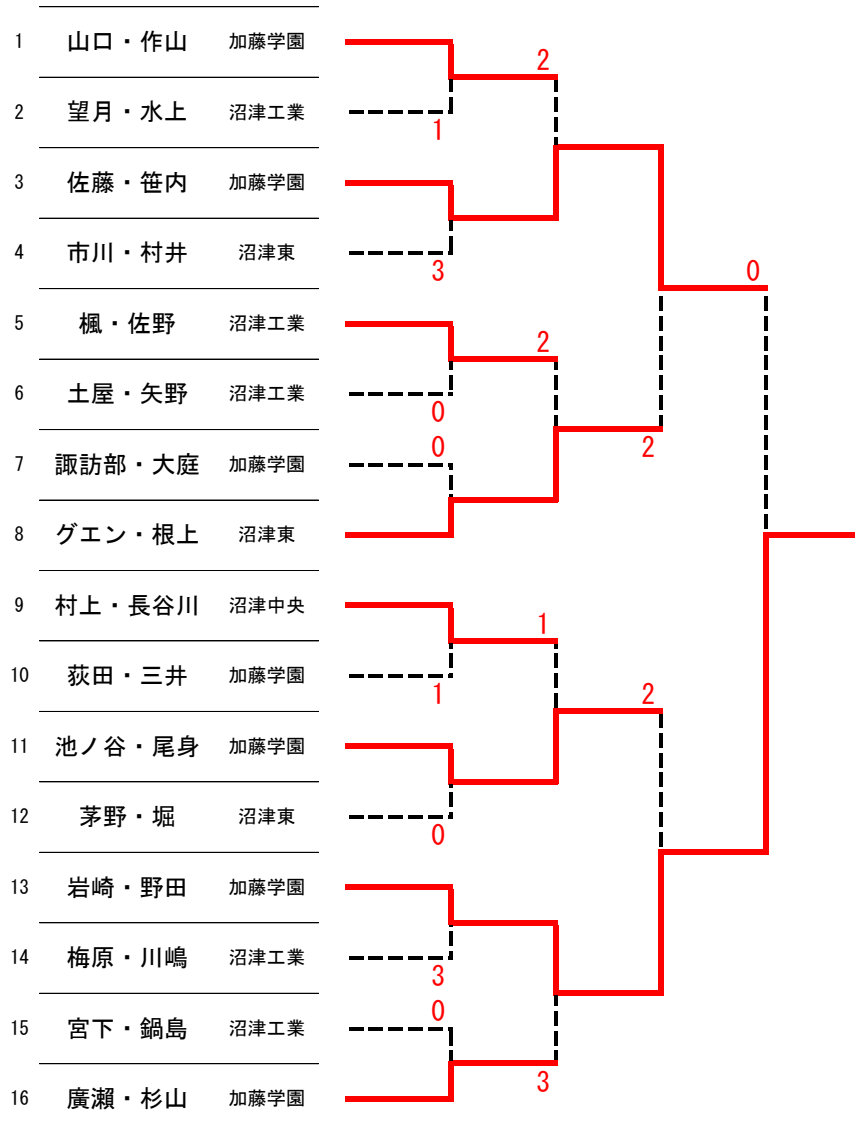 1 山口・作山 加藤学園
2
2 望月・水上 沼津工業
1
3 佐藤・笹内 加藤学園
4 市川・村井 沼津東
3
0
5 楓・佐野 沼津工業
2
6 土屋・矢野 沼津工業
0
7 諏訪部・大庭 加藤学園
0
2
8 グエン・根上 沼津東
9 村上・長谷川 沼津中央
1
10 荻田・三井 加藤学園
1
2
11 池ノ谷・尾身 加藤学園
12 茅野・堀 沼津東
0
13 岩崎・野田 加藤学園
14 梅原・川嶋 沼津工業
3
15 宮下・鍋島 沼津工業
0
16 廣瀬・杉山 加藤学園
3